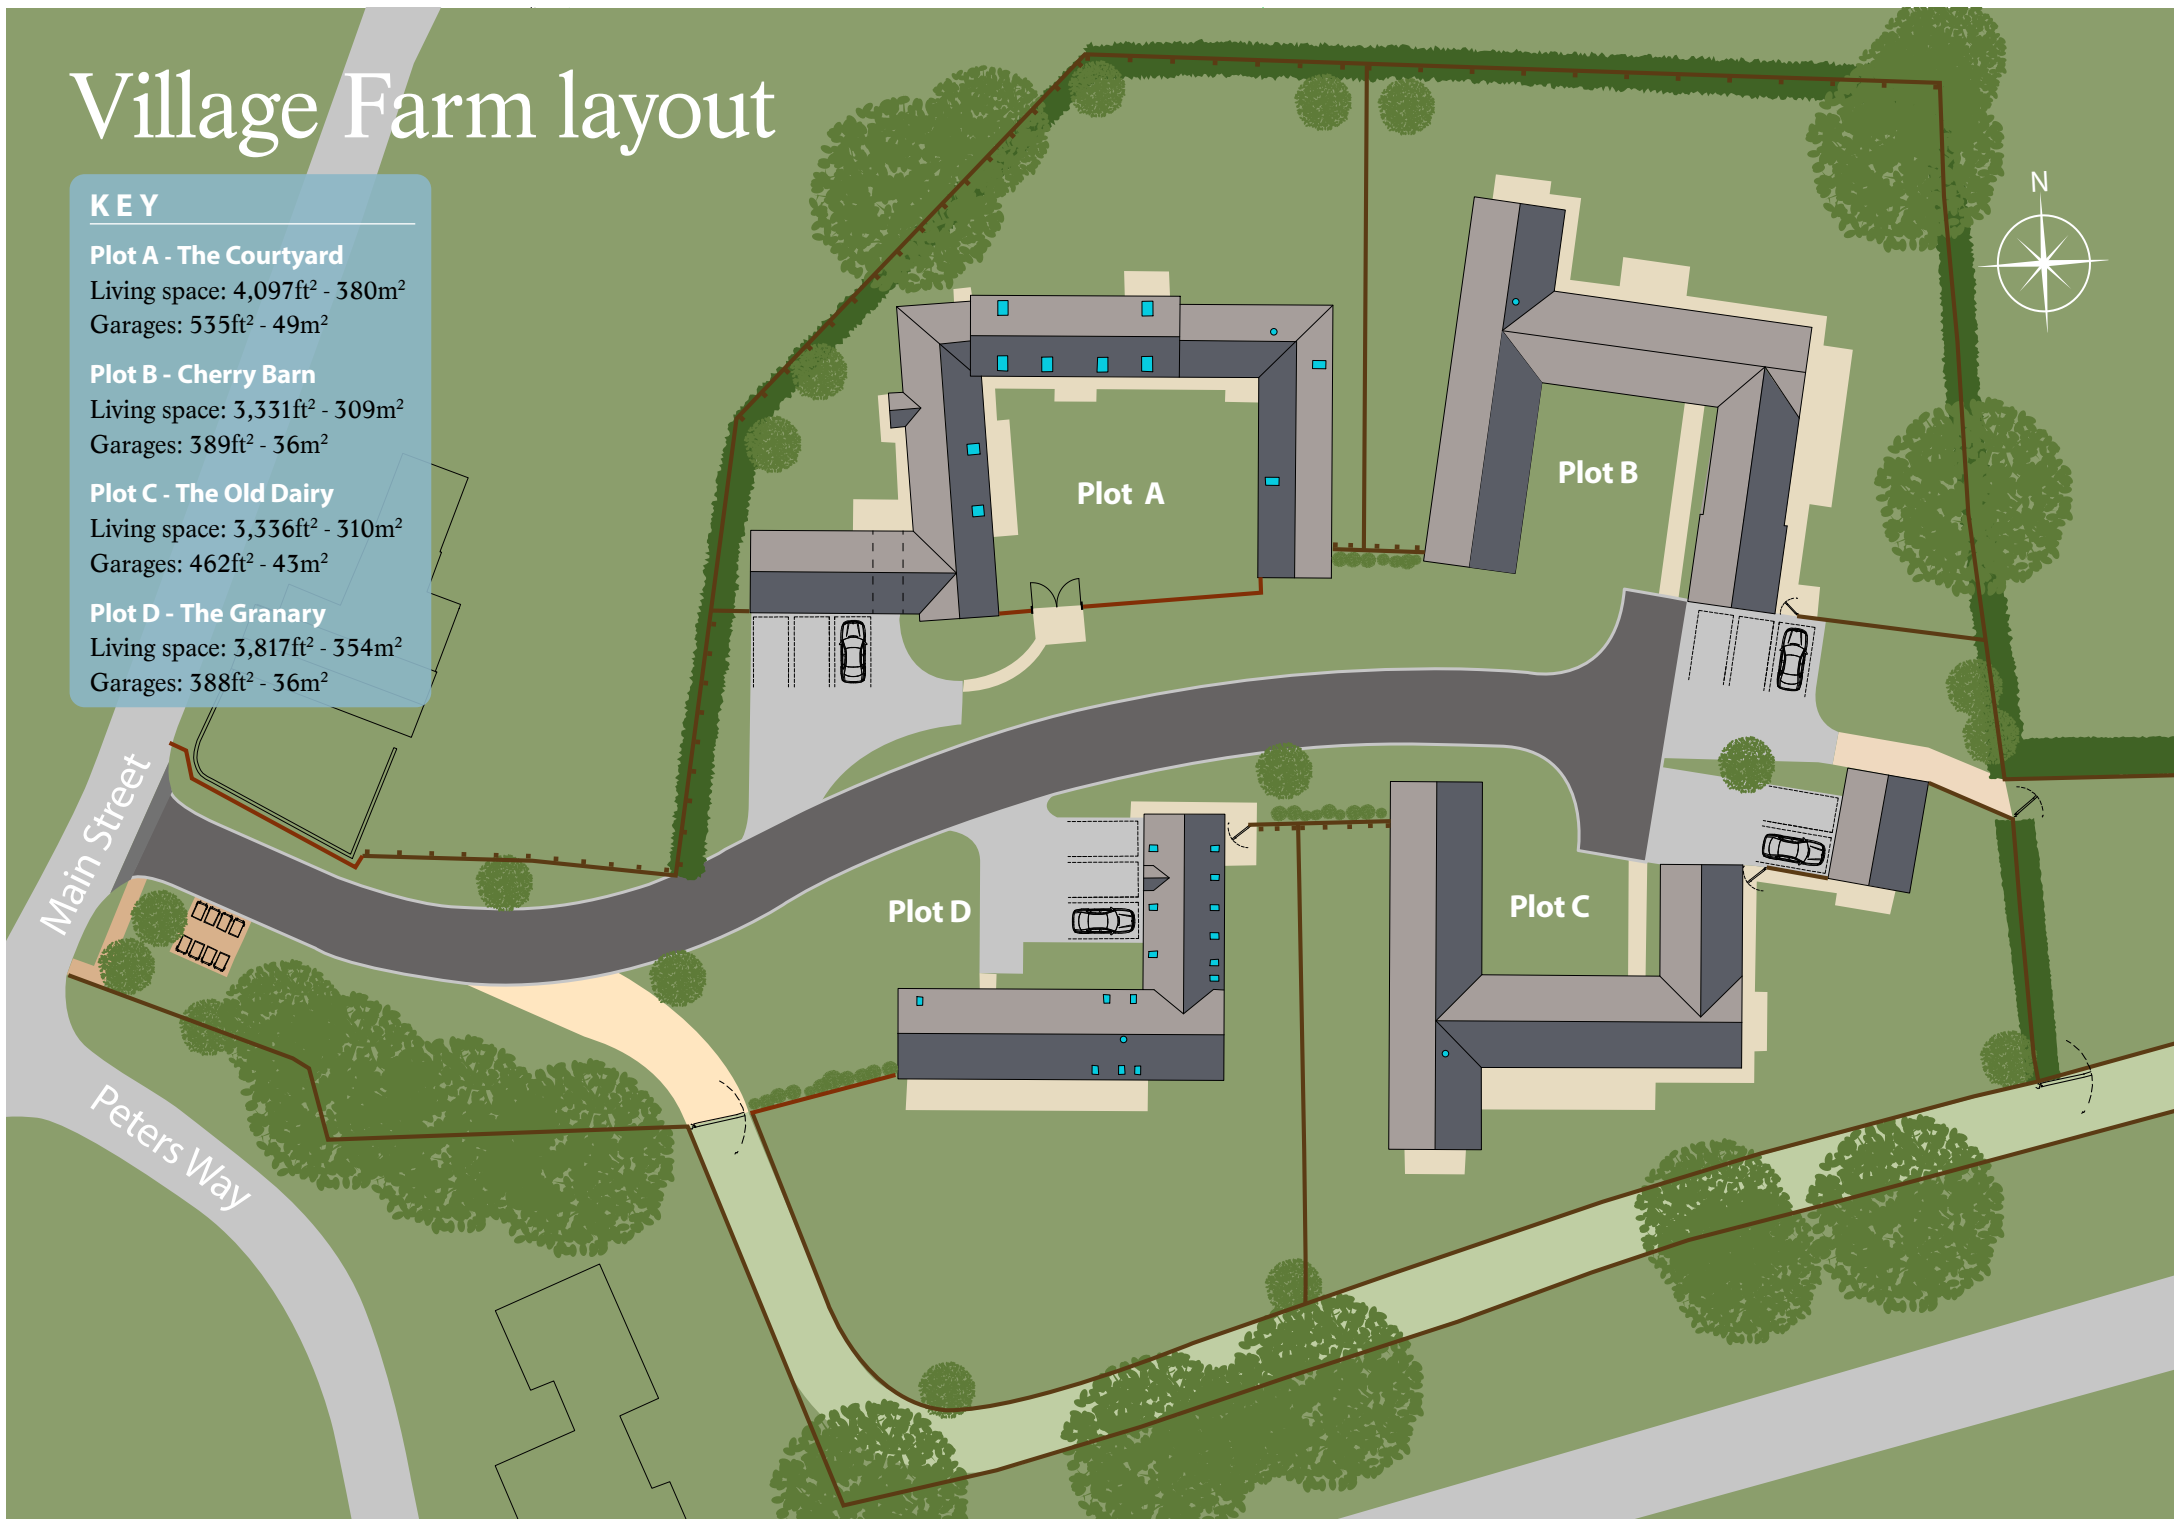 Village Farm layout
KEY
Plot A - The Courtyard
Living space: 4,097ft² - 380m²
Garages: 535ft² - 49m²
Plot B - Cherry Barn
Living space: 3,331ft² - 309m²
Garages: 389ft² - 36m²
Plot C - The Old Dairy
Living space: 3,336ft² - 310m²
Garages: 462ft² - 43m²
Plot D - The Granary
Living space: 3,817ft² - 354m²
Garages: 388ft² - 36m²
N
Plot A
Plot B
Plot D
Plot C
Main Street
Peters Way